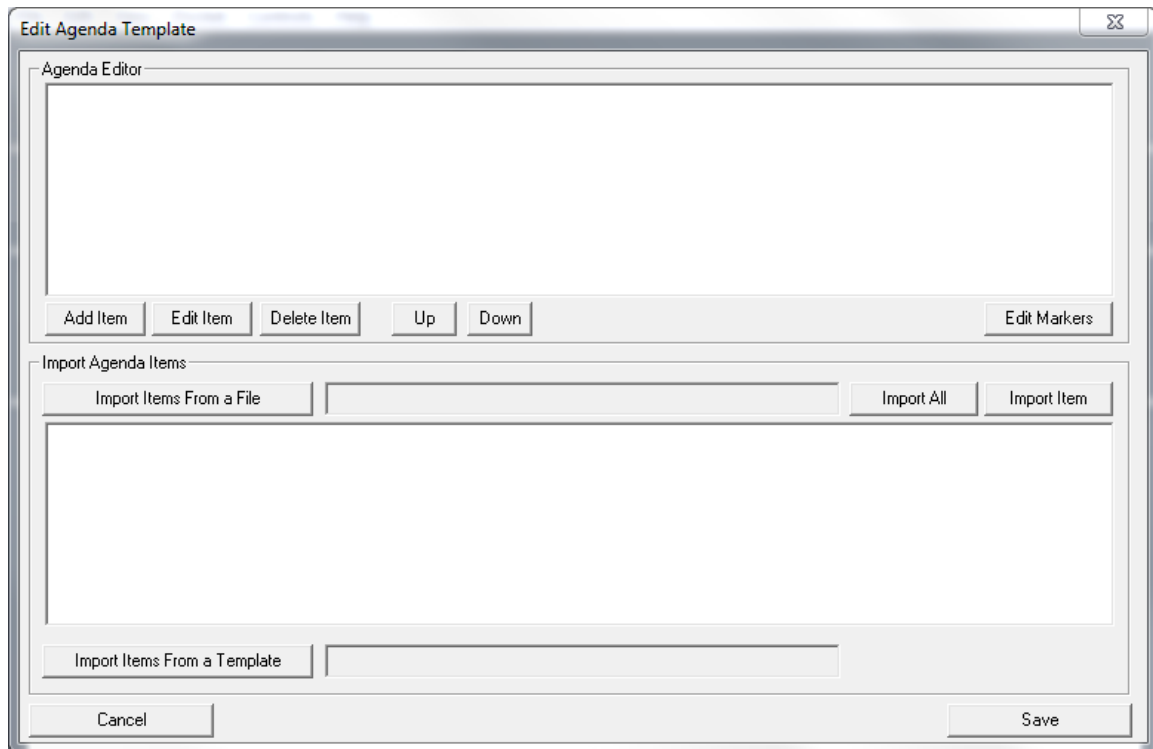 Edit Agenda Template
Agenda Editor
Add Item Edit Item Delete Item Up Down Edit Markers
Import Agenda Items
Import Items From a File Import All Import Item
Import Items From a Template
Cancel Save